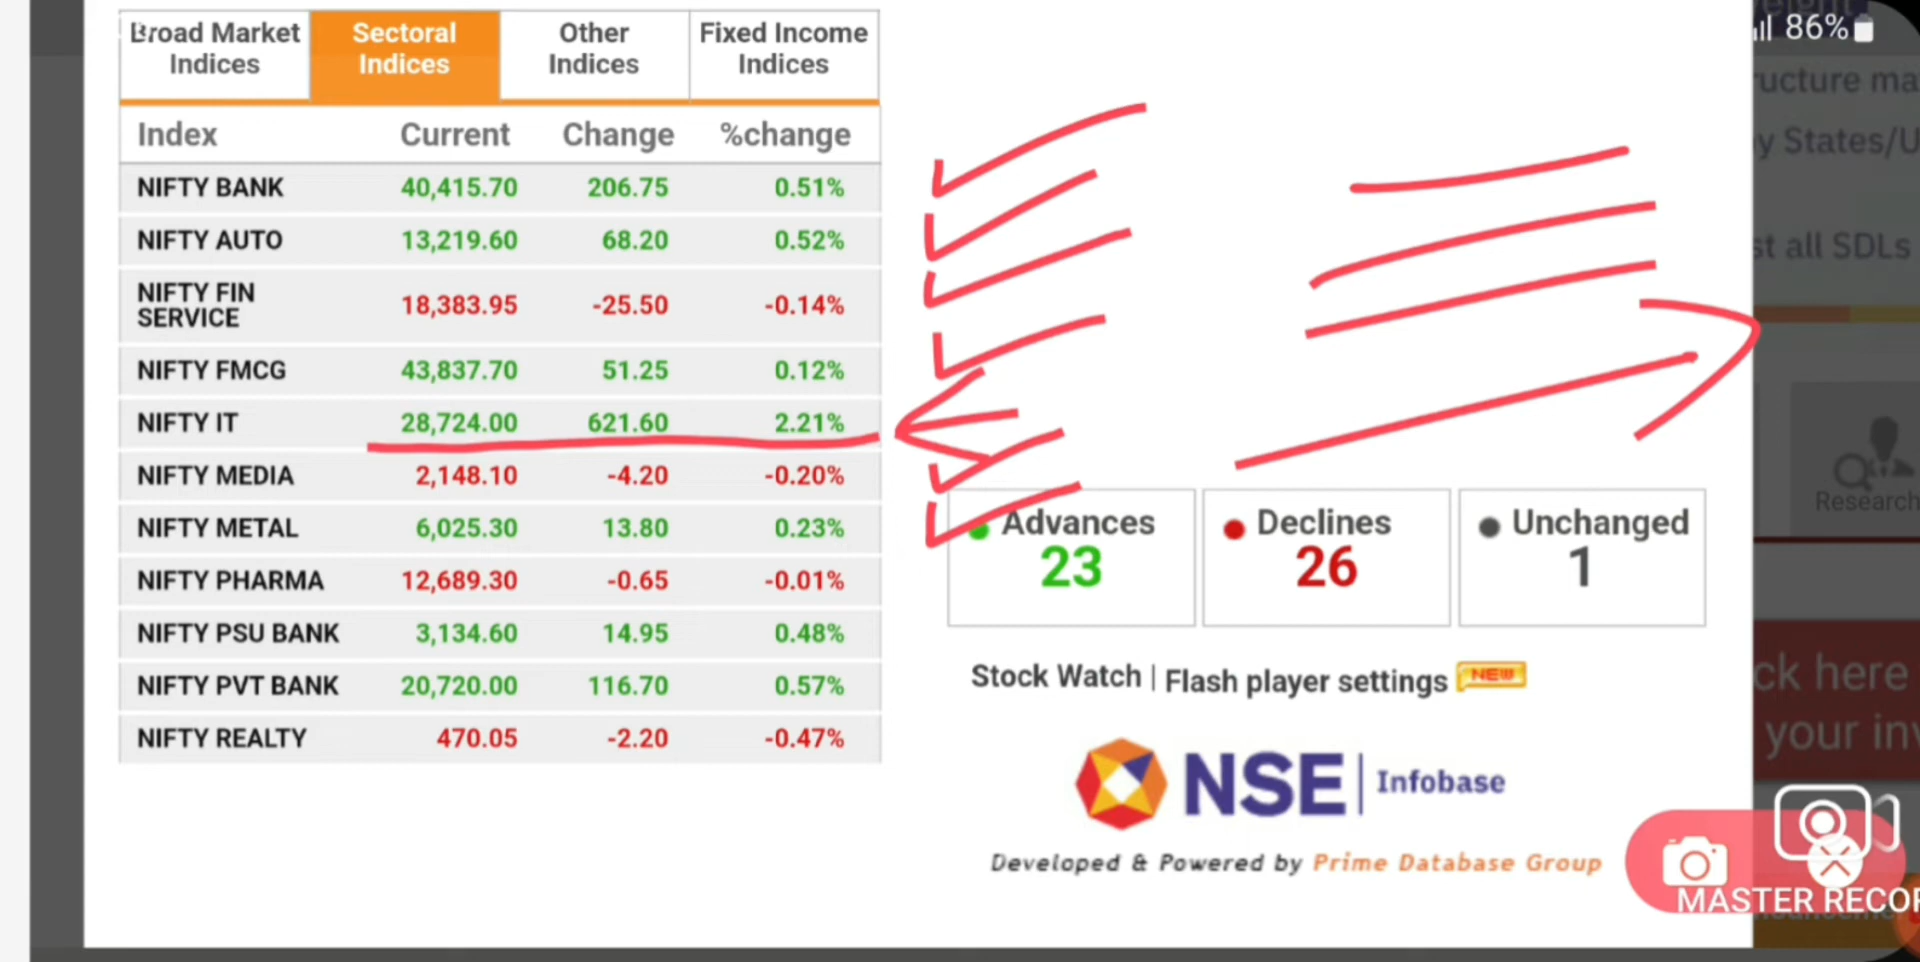 Broad Market Indices
Sectoral Indices
Other Indices
Fixed Income Indices
86%
Index Current Change %change
NIFTY BANK 40,415.70 206.75 0.51%
NIFTY AUTO 13,219.60 68.20 0.52%
NIFTY FIN SERVICE 18,383.95 -25.50 -0.14%
NIFTY FMCG 43,837.70 51.25 0.12%
NIFTY IT 28,724.00 621.60 2.21%
NIFTY MEDIA 2,148.10 -4.20 -0.20%
NIFTY METAL 6,025.30 13.80 0.23%
NIFTY PHARMA 12,689.30 -0.65 -0.01%
NIFTY PSU BANK 3,134.60 14.95 0.48%
NIFTY PVT BANK 20,720.00 116.70 0.57%
NIFTY REALTY 470.05 -2.20 -0.47%
Advances
23
Declines
26
Unchanged
1
Stock Watch | Flash player settings NEW
NSE | Infobase
Developed & Powered by Prime Database Group
ucture ma
y States/U
st all SDLs
Research
ck here
your inv
MASTER RECOR